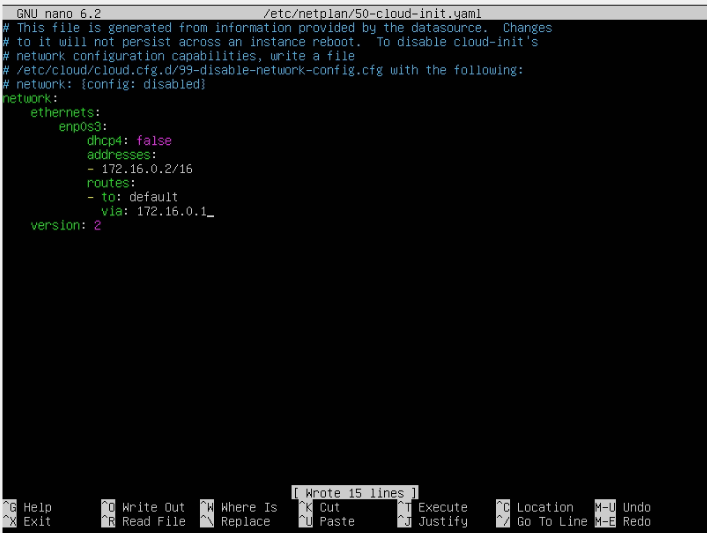 GNU nano 6.2 /etc/netplan/50-cloud-init.yaml
# This file is generated from information provided by the datasource.  Changes
# to it will not persist across an instance reboot.  To disable cloud-init's
# network configuration capabilities, write a file
# /etc/cloud/cloud.cfg.d/99-disable-network-config.cfg with the following:
# network: {config: disabled}
network:
    ethernets:
        enp0s3:
            dhcp4: false
            addresses:
            - 172.16.0.2/16
            routes:
            - to: default
              via: 172.16.0.1_
    version: 2
[ Wrote 15 lines ]
^G Help ^O Write Out ^W Where Is ^K Cut ^T Execute ^C Location M-U Undo
^X Exit ^R Read File ^\ Replace ^U Paste ^J Justify ^/ Go To Line M-E Redo